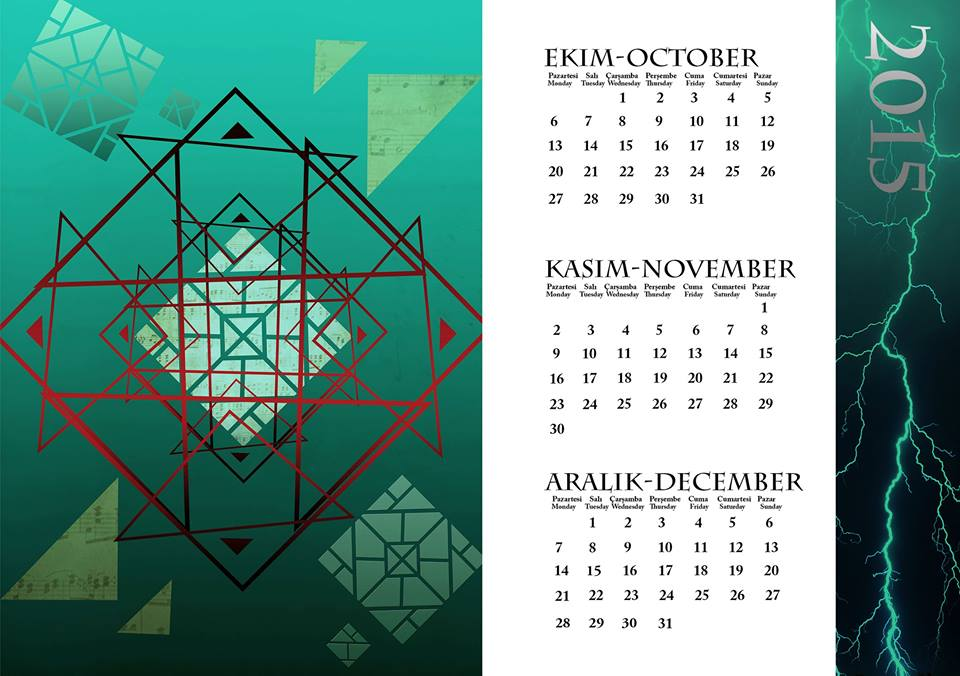 EKIM-OCTOBER
Pazartesi Salı Çarşamba Perşembe Cuma Cumartesi Pazar
Monday Tuesday Wednesday Thursday Friday Saturday Sunday
1 2 3 4 5
6 7 8 9 10 11 12
13 14 15 16 17 18 19
20 21 22 23 24 25 26
27 28 29 30 31
KASIM-NOVEMBER
Pazartesi Salı Çarşamba Perşembe Cuma Cumartesi Pazar
Monday Tuesday Wednesday Thursday Friday Saturday Sunday
1
2 3 4 5 6 7 8
9 10 11 12 13 14 15
16 17 18 19 20 21 22
23 24 25 26 27 28 29
30
ARALIK-DECEMBER
Pazartesi Salı Çarşamba Perşembe Cuma Cumartesi Pazar
Monday Tuesday Wednesday Thursday Friday Saturday Sunday
1 2 3 4 5 6
7 8 9 10 11 12 13
14 15 16 17 18 19 20
21 22 23 24 25 26 27
28 29 30 31
2015